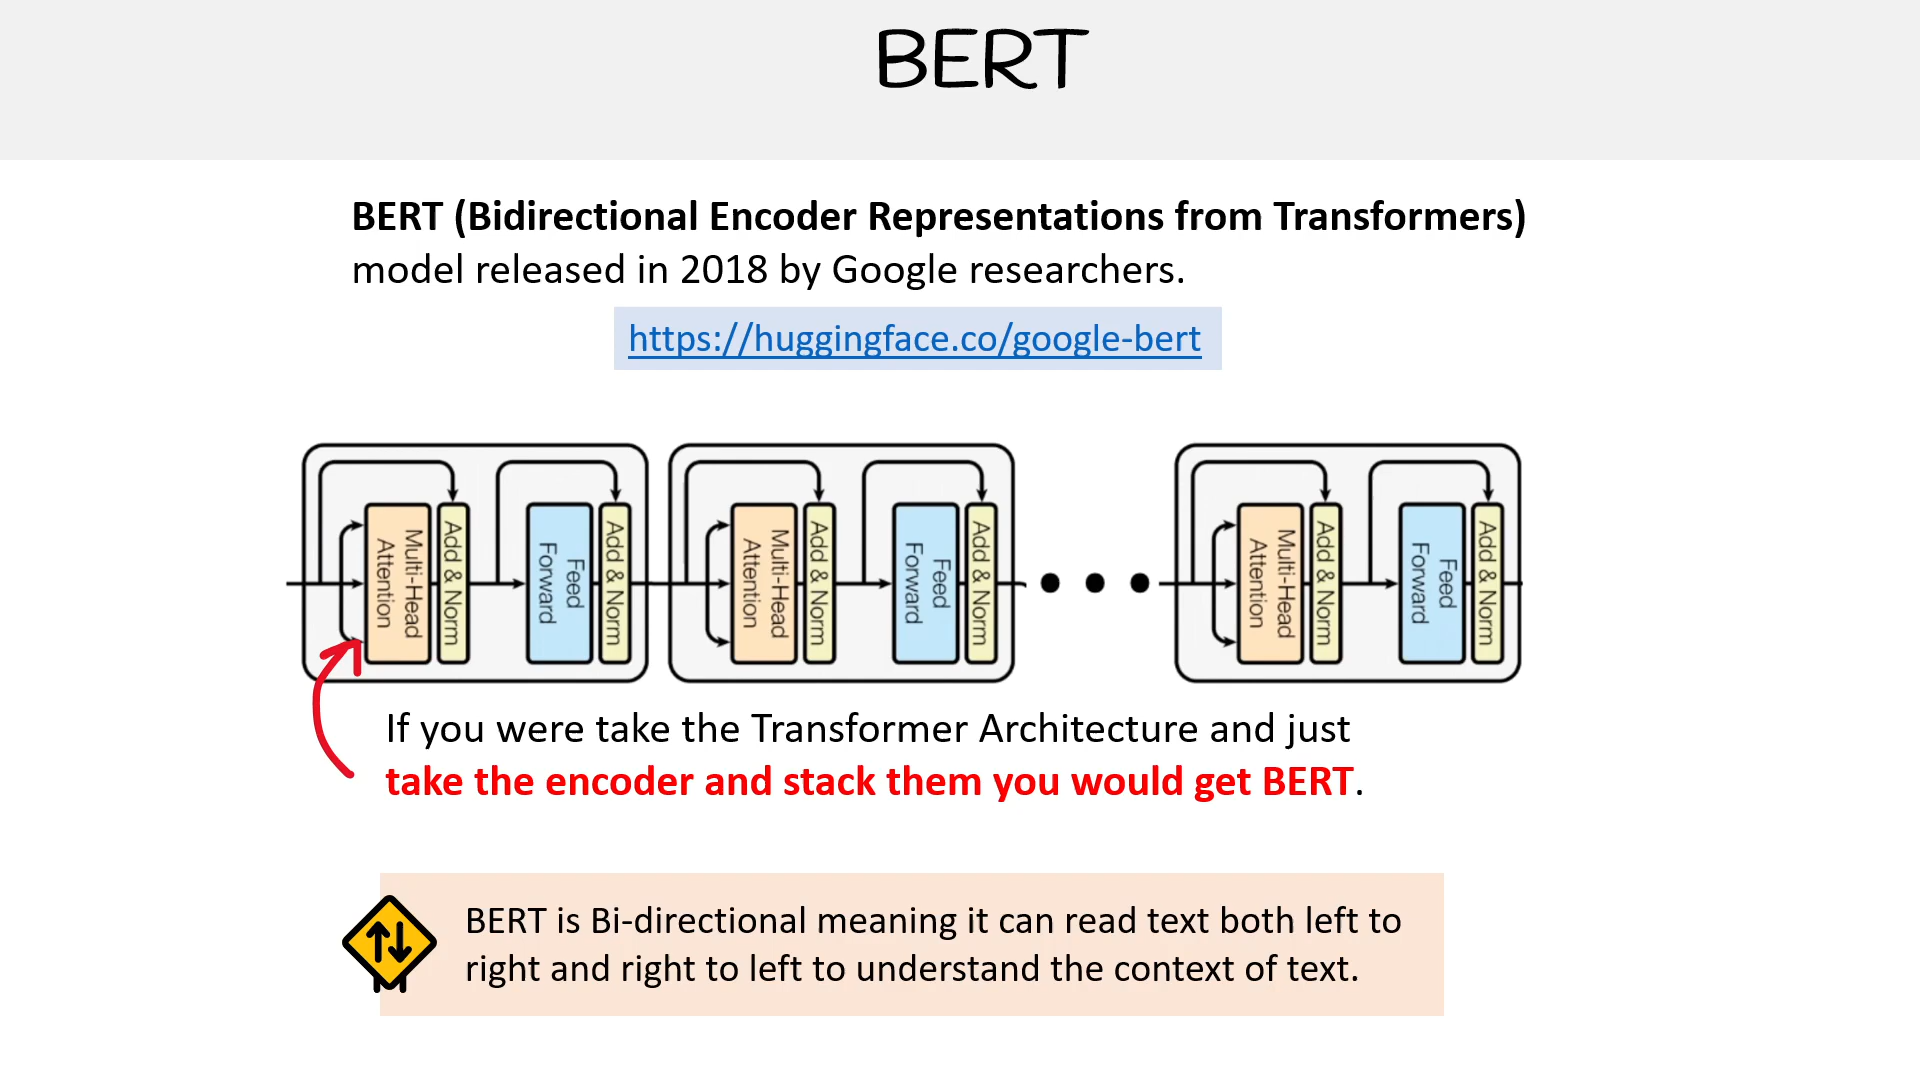 BERT
BERT (Bidirectional Encoder Representations from Transformers)
model released in 2018 by Google researchers.
https://huggingface.co/google-bert
Multi-Head
Attention
Add & Norm
Feed
Forward
Add & Norm
Multi-Head
Attention
Add & Norm
Feed
Forward
Add & Norm
Multi-Head
Attention
Add & Norm
Feed
Forward
Add & Norm
If you were take the Transformer Architecture and just
take the encoder and stack them you would get BERT.
BERT is Bi-directional meaning it can read text both left to
right and right to left to understand the context of text.